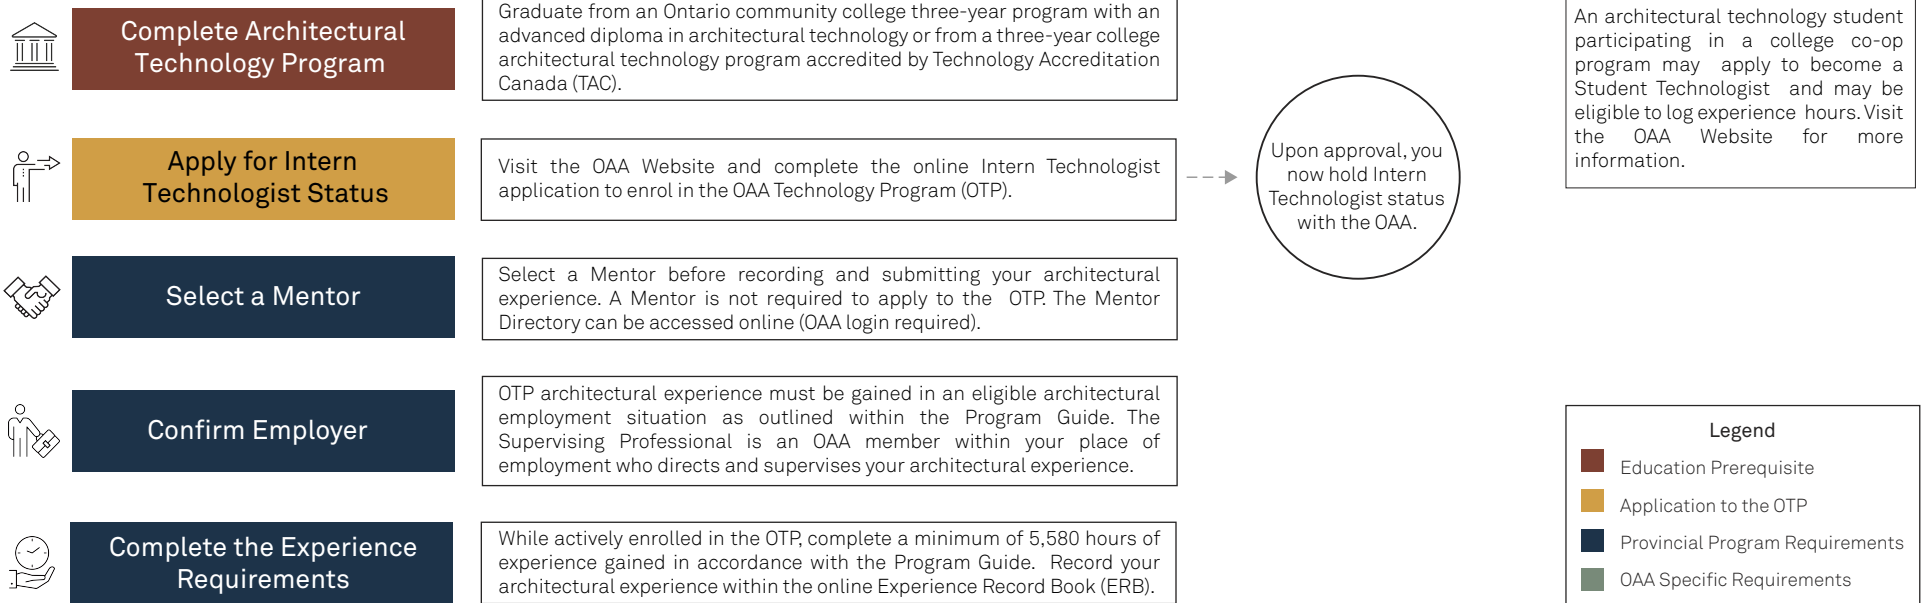 Complete Architectural
Technology Program
Graduate from an Ontario community college three-year program with an
advanced diploma in architectural technology or from a three-year college
architectural technology program accredited by Technology Accreditation
Canada (TAC).
An architectural technology student
participating in a college co-op
program may apply to become a
Student Technologist and may be
eligible to log experience hours. Visit
the OAA Website for more
information.
Apply for Intern
Technologist Status
Visit the OAA Website and complete the online Intern Technologist
application to enrol in the OAA Technology Program (OTP).
Upon approval, you
now hold Intern
Technologist status
with the OAA.
Select a Mentor
Select a Mentor before recording and submitting your architectural
experience. A Mentor is not required to apply to the OTP. The Mentor
Directory can be accessed online (OAA login required).
Confirm Employer
OTP architectural experience must be gained in an eligible architectural
employment situation as outlined within the Program Guide. The
Supervising Professional is an OAA member within your place of
employment who directs and supervises your architectural experience.
Complete the Experience
Requirements
While actively enrolled in the OTP, complete a minimum of 5,580 hours of
experience gained in accordance with the Program Guide. Record your
architectural experience within the online Experience Record Book (ERB).
Legend
Education Prerequisite
Application to the OTP
Provincial Program Requirements
OAA Specific Requirements